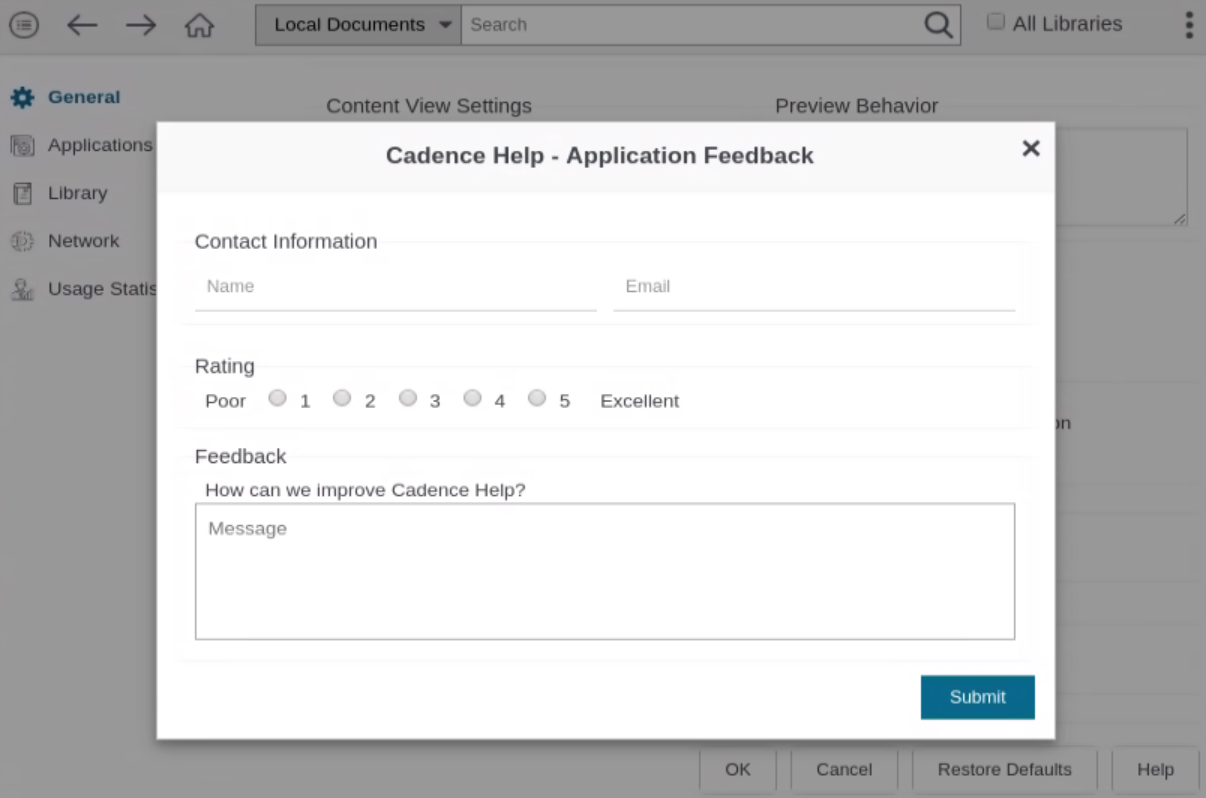 Local Documents Search All Libraries
General
Content View Settings Preview Behavior
Applications
Cadence Help - Application Feedback
Library
Network
Contact Information
Usage
Name Email
Rating
Poor 1 2 3 4 5 Excellent
Feedback
How can we improve Cadence Help?
Message
Submit
OK Cancel Restore Defaults Help